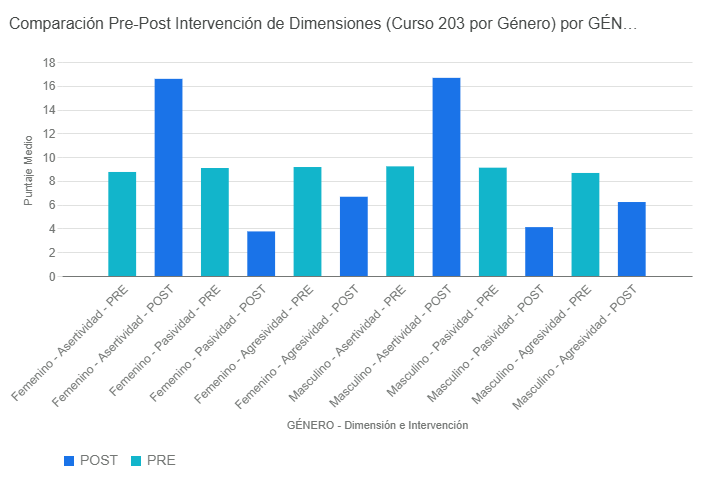 Comparación Pre-Post Intervención de Dimensiones (Curso 203 por Género) por GÉN…
Puntaje Medio
18
16
14
12
10
8
6
4
2
0
Femenino - Asertividad - PRE
Femenino - Asertividad - POST
Femenino - Pasividad - PRE
Femenino - Pasividad - POST
Femenino - Agresividad - PRE
Femenino - Agresividad - POST
Masculino - Asertividad - PRE
Masculino - Asertividad - POST
Masculino - Pasividad - PRE
Masculino - Pasividad - POST
Masculino - Agresividad - PRE
Masculino - Agresividad - POST
GÉNERO - Dimensión e Intervención
POST
PRE